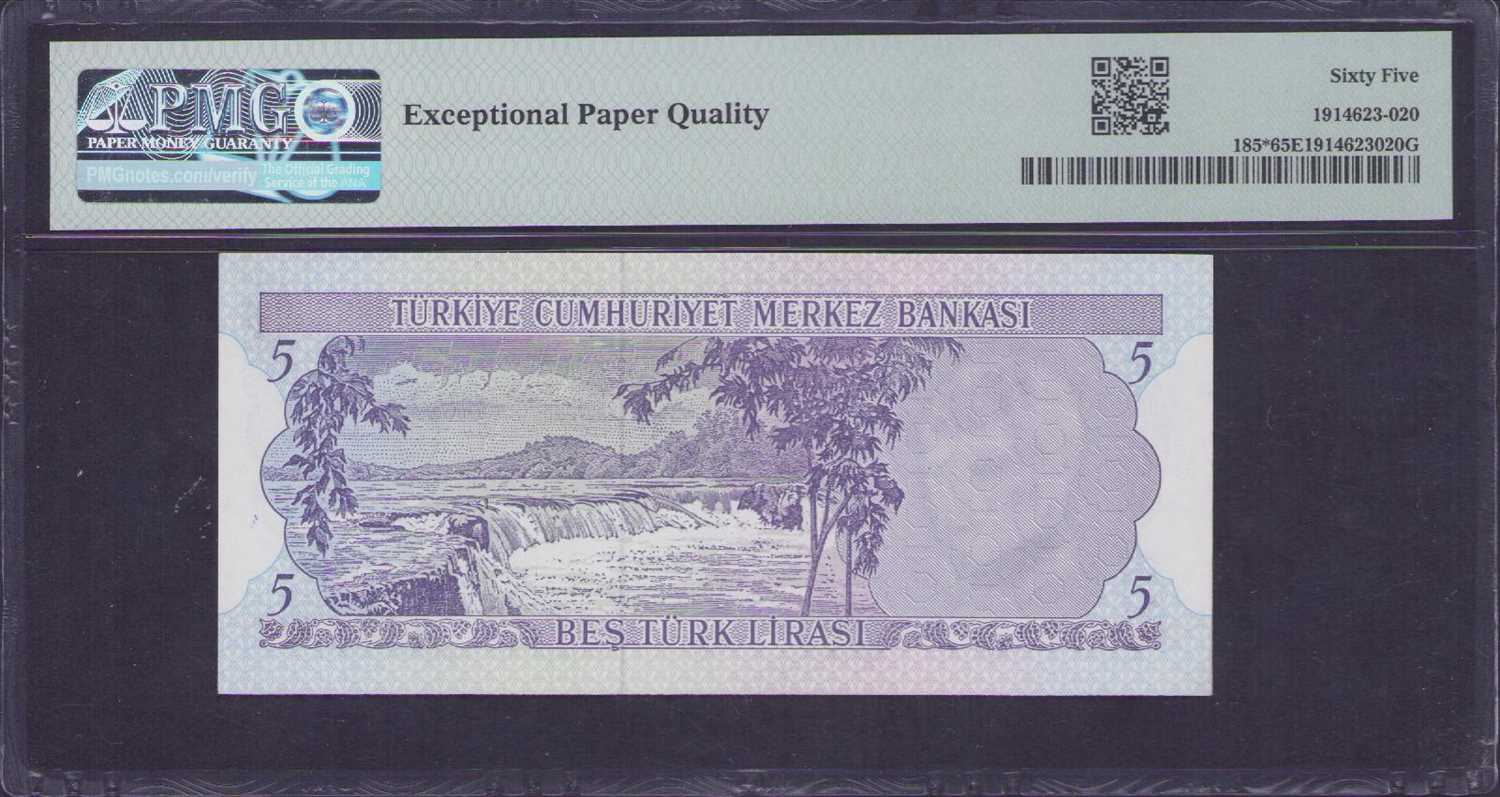 PMG
PAPER MONEY GUARANTY
PMGnotes.com/verify
The Official Grading
Service of the ANA
Exceptional Paper Quality
Sixty Five
1914623-020
185*65E1914623020G
TÜRKİYE CUMHURİYET MERKEZ BANKASI
5
5
5
5
BEŞ TÜRK LİRASI